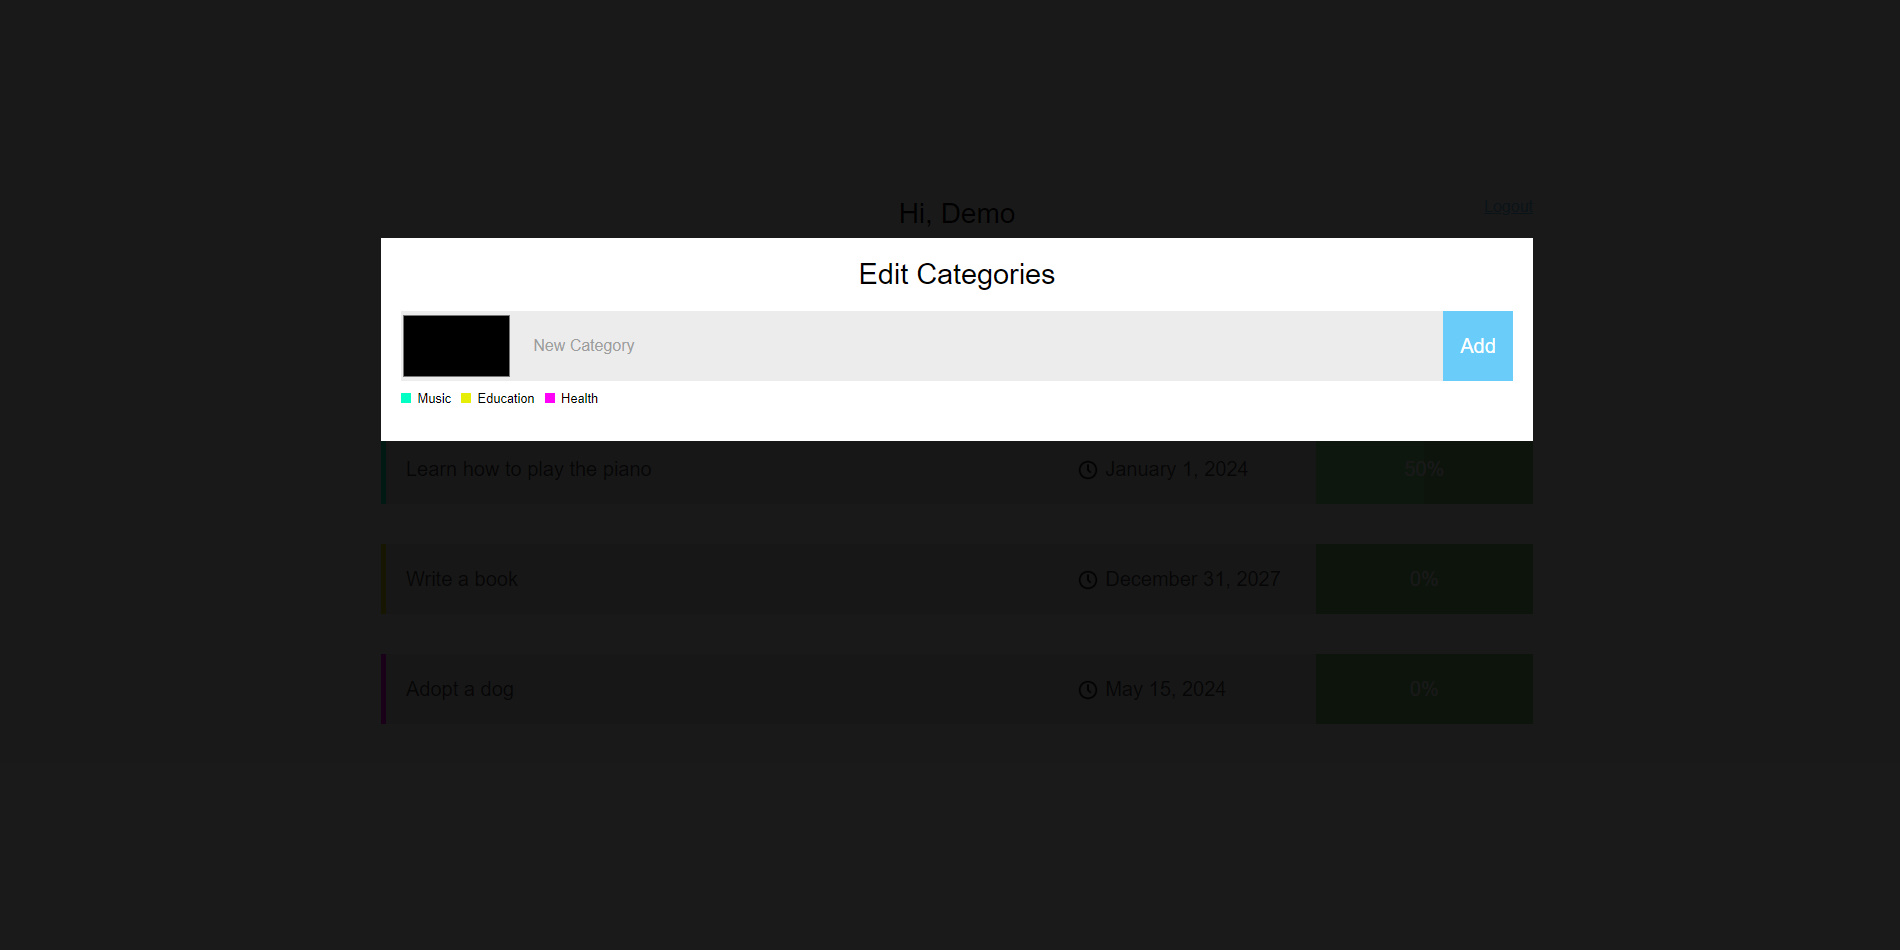 Hi, Demo
Logout
Edit Categories
New Category
Add
Music Education Health
Learn how to play the piano January 1, 2024 50%
Write a book December 31, 2027 0%
Adopt a dog May 15, 2024 0%